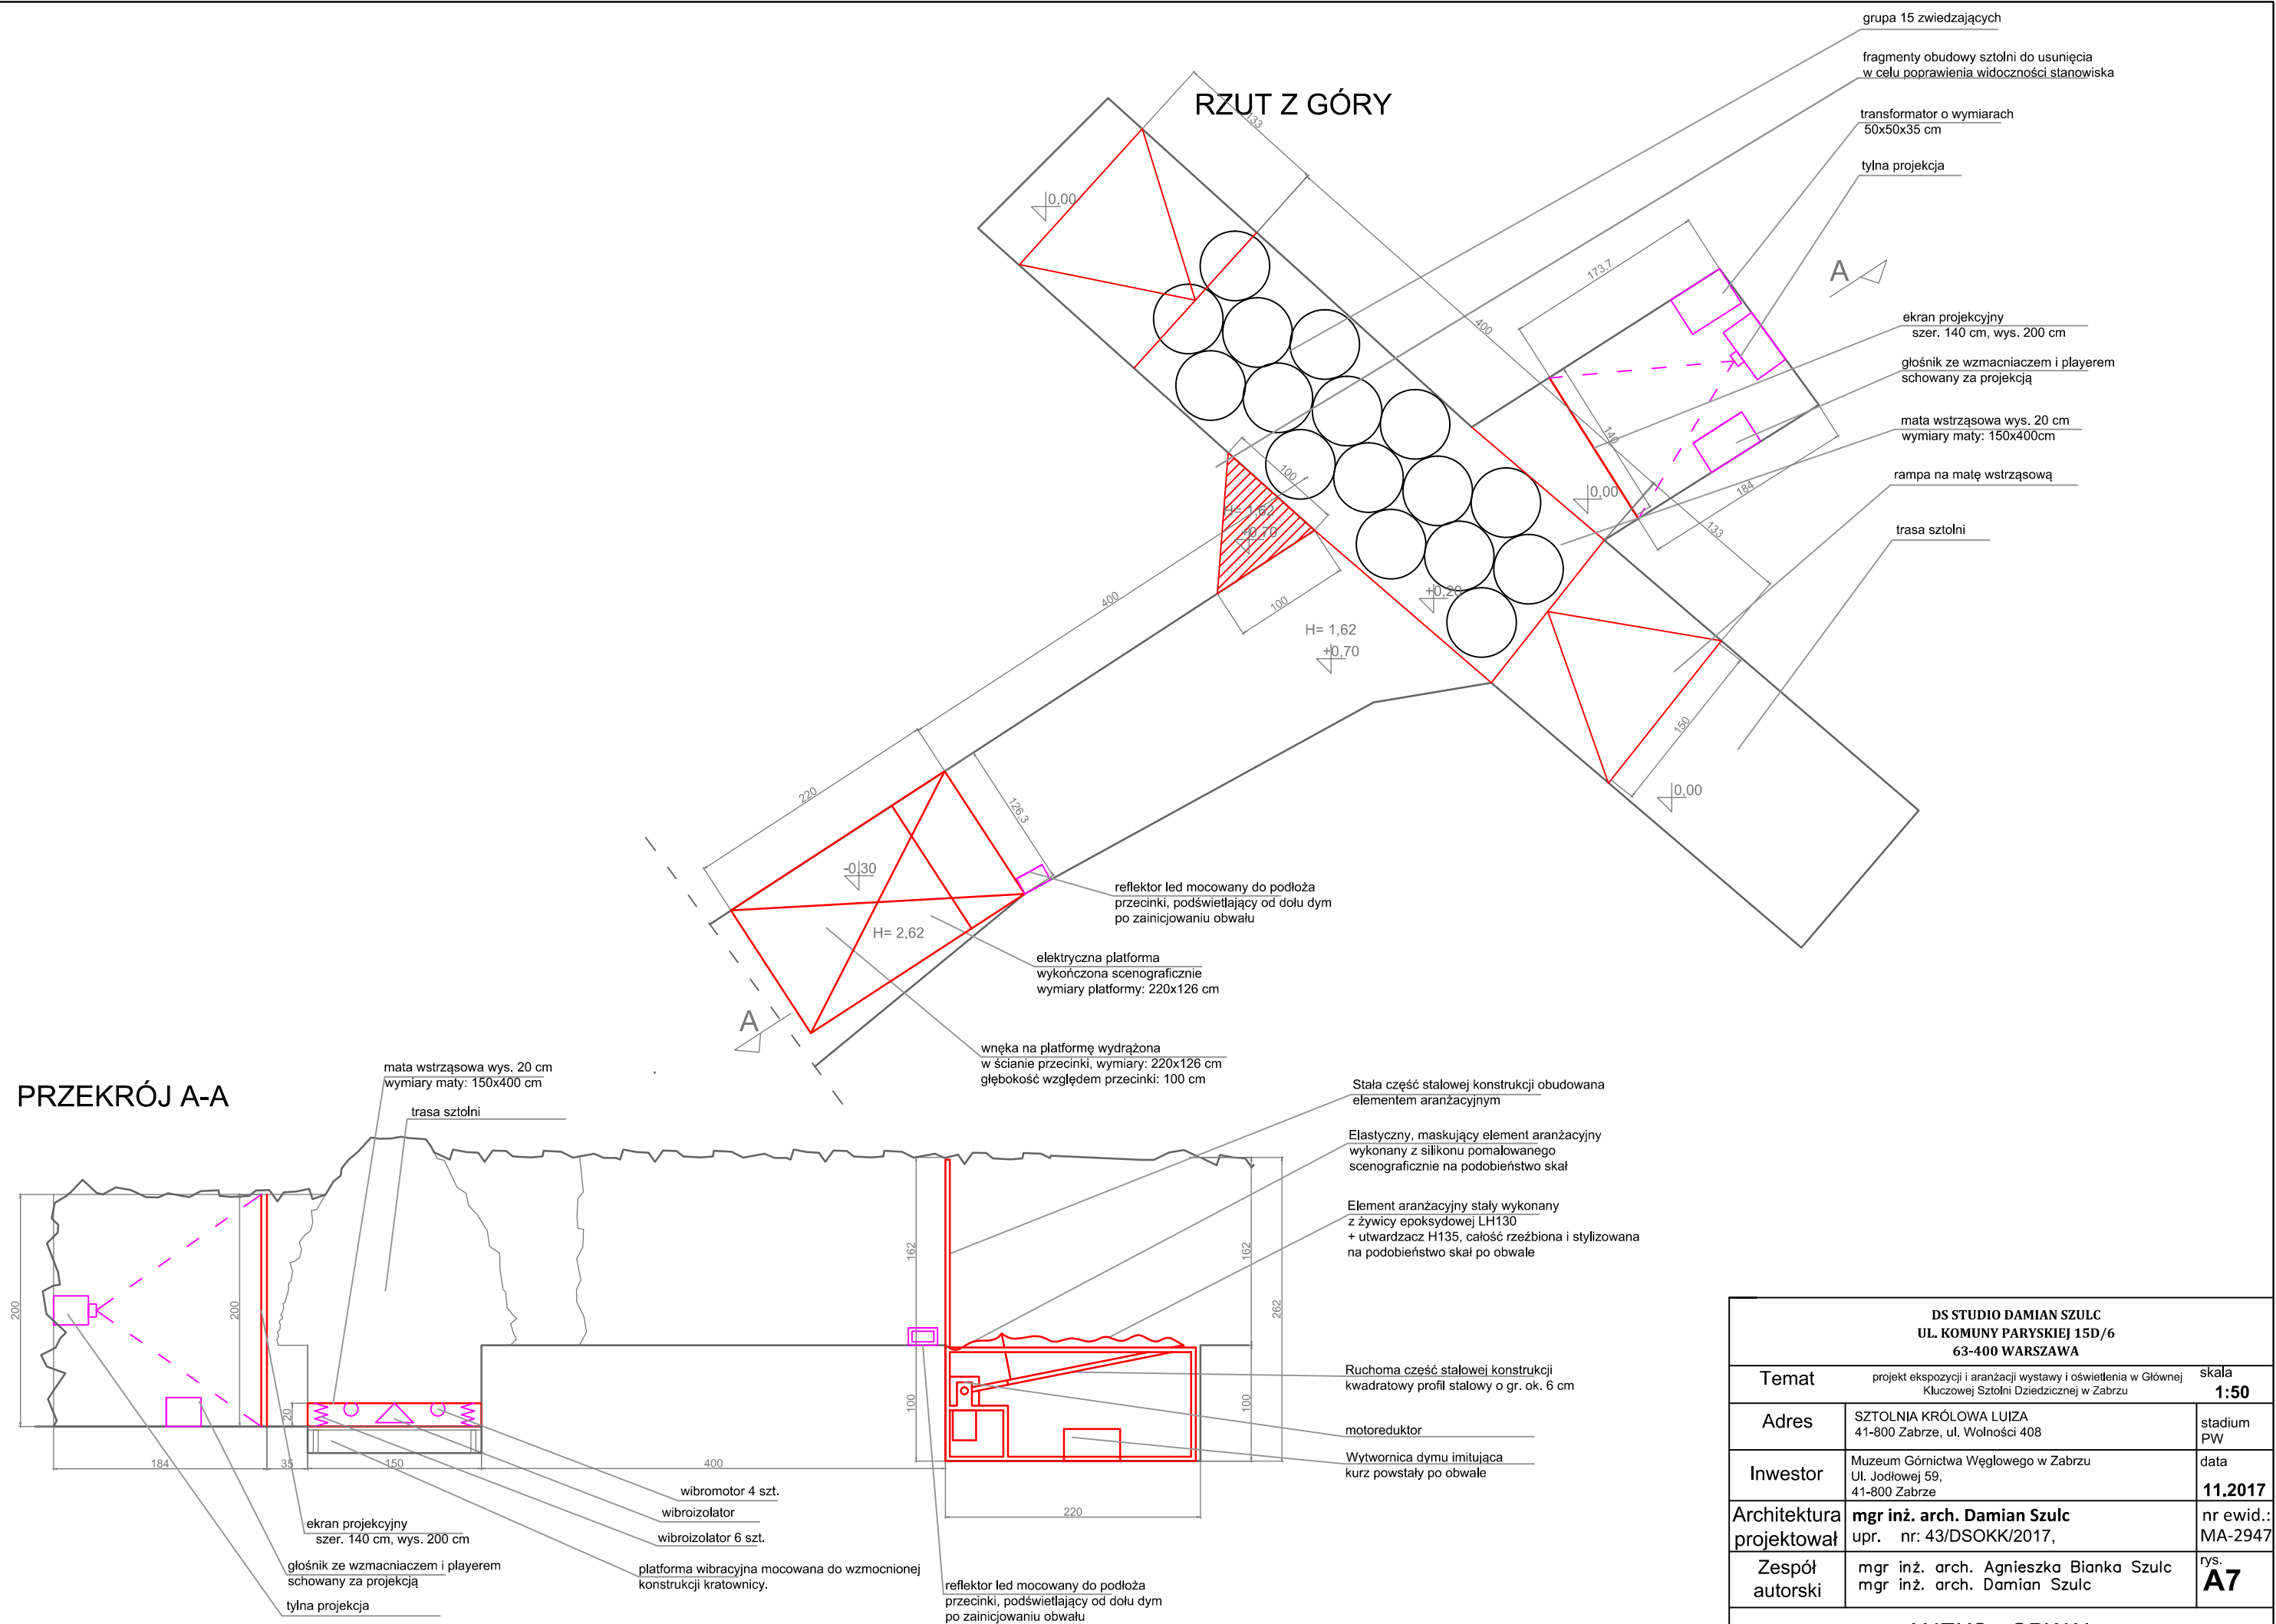 RZUT Z GÓRY
grupa 15 zwiedzających
fragmenty obudowy sztolni do usunięcia
w celu poprawienia widoczności stanowiska
transformator o wymiarach
50x50x35 cm
tylna projekcja
A
ekran projekcyjny
szer. 140 cm, wys. 200 cm
głośnik ze wzmacniaczem i playerem
schowany za projekcją
mata wstrząsowa wys. 20 cm
wymiary maty: 150x400cm
rampa na matę wstrząsową
trasa sztolni
133
0,00
400
173,7
140
184
0,00
133
100
H= 1,62
+0,70
400
100
+0,20
H= 1,62
+0,70
150
0,00
220
126,3
-0,30
H= 2,62
reflektor led mocowany do podłoża
przecinki, podświetlający od dołu dym
po zainicjowaniu obwału
elektryczna platforma
wykończona scenograficznie
wymiary platformy: 220x126 cm
A
wnęka na platformę wydrążona
w ścianie przecinki, wymiary: 220x126 cm
głębokość względem przecinki: 100 cm
PRZEKRÓJ A-A
mata wstrząsowa wys. 20 cm
wymiary maty: 150x400 cm
trasa sztolni
Stała część stalowej konstrukcji obudowana
elementem aranżacyjnym
Elastyczny, maskujący element aranżacyjny
wykonany z silikonu pomalowanego
scenograficznie na podobieństwo skał
Element aranżacyjny stały wykonany
z żywicy epoksydowej LH130
+ utwardzacz H135, całość rzeźbiona i stylizowana
na podobieństwo skał po obwale
Ruchoma część stalowej konstrukcji
kwadratowy profil stalowy o gr. ok. 6 cm
motoreduktor
Wytwornica dymu imitująca
kurz powstały po obwale
200
200
20
162
100
162
262
100
184
35
150
400
220
wibromotor 4 szt.
wibroizolator
wibroizolator 6 szt.
platforma wibracyjna mocowana do wzmocnionej
konstrukcji kratownicy.
ekran projekcyjny
szer. 140 cm, wys. 200 cm
głośnik ze wzmacniaczem i playerem
schowany za projekcją
tylna projekcja
reflektor led mocowany do podłoża
przecinki, podświetlający od dołu dym
po zainicjowaniu obwału
DS STUDIO DAMIAN SZULC
UL. KOMUNY PARYSKIEJ 15D/6
63-400 WARSZAWA
Temat
projekt ekspozycji i aranżacji wystawy i oświetlenia w Głównej
Kluczowej Sztolni Dziedzicznej w Zabrzu
skala
1:50
Adres
SZTOLNIA KRÓLOWA LUIZA
41-800 Zabrze, ul. Wolności 408
stadium
PW
Inwestor
Muzeum Górnictwa Węglowego w Zabrzu
Ul. Jodłowej 59,
41-800 Zabrze
data
11.2017
Architektura
projektował
mgr inż. arch. Damian Szulc
upr. nr: 43/DSOKK/2017,
nr ewid.:
MA-2947
Zespół
autorski
mgr inż. arch. Agnieszka Bianka Szulc
mgr inż. arch. Damian Szulc
rys.
A7